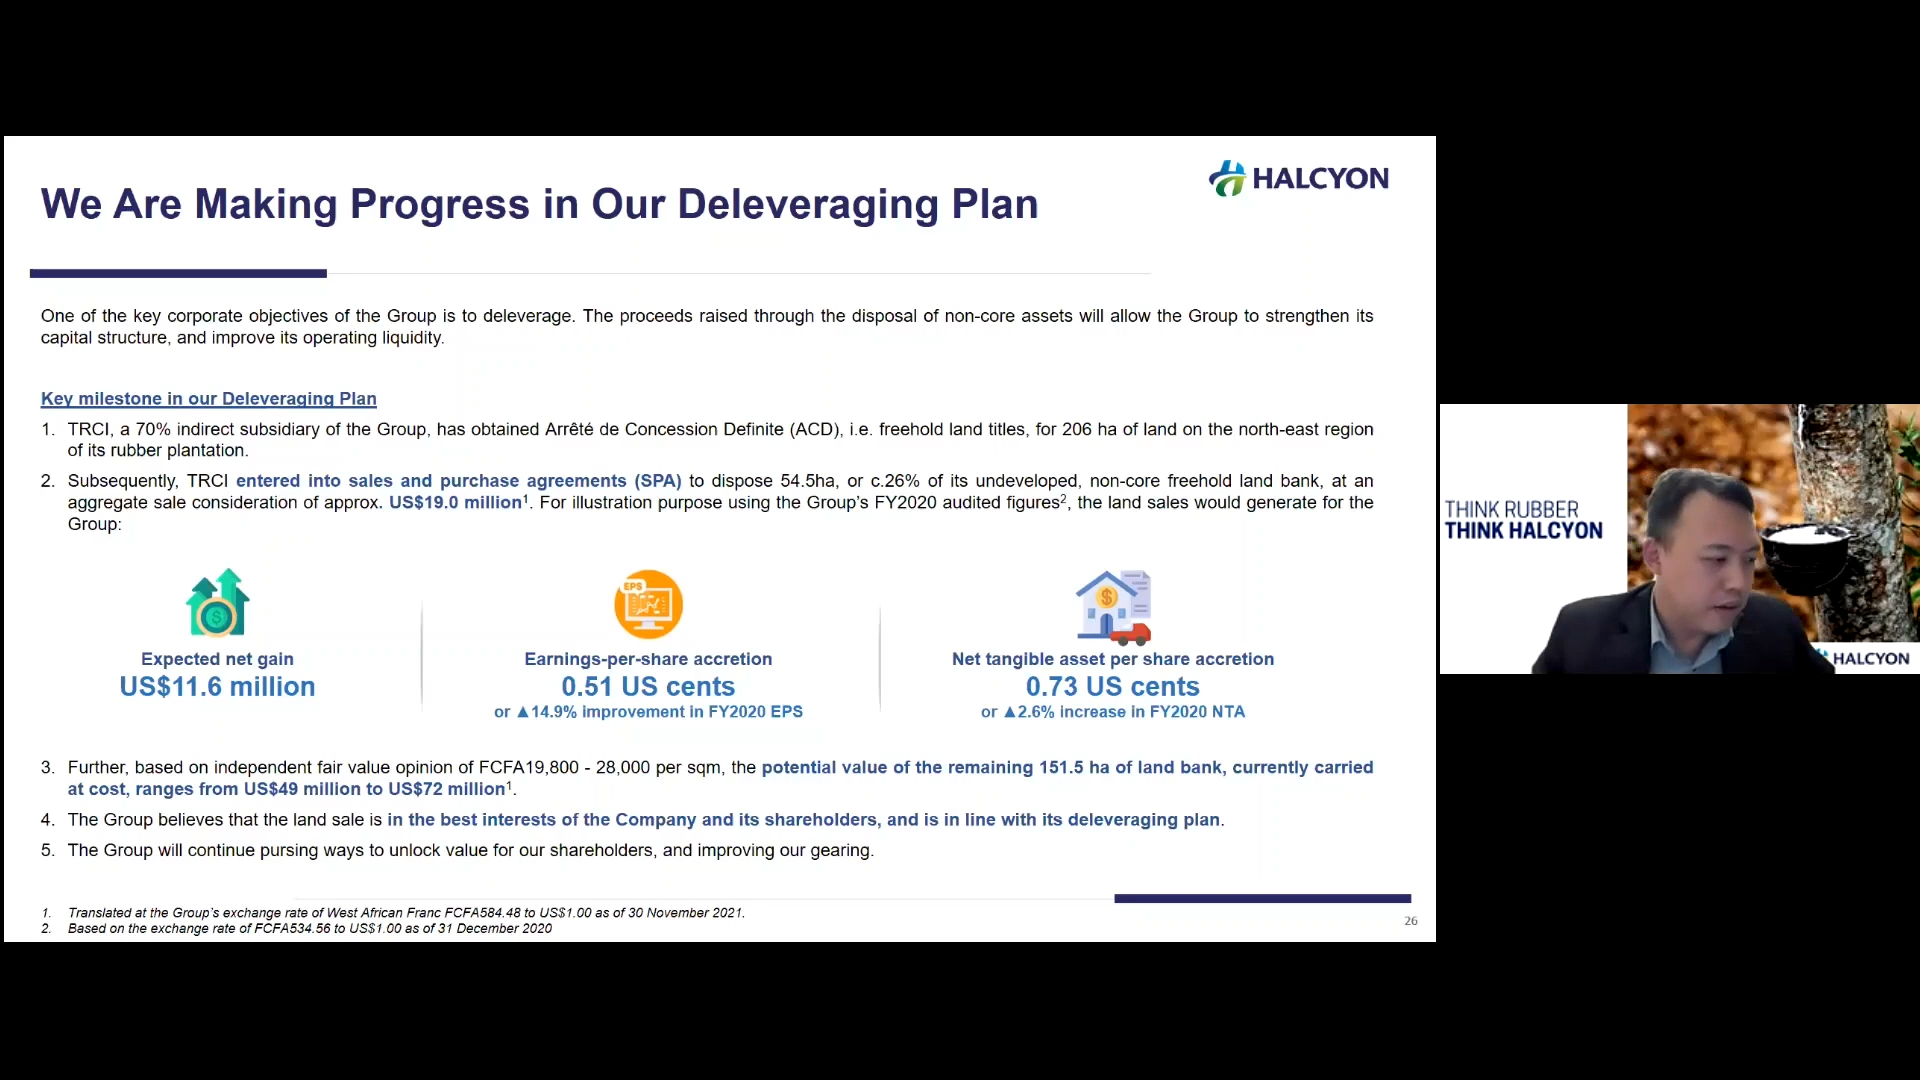 We Are Making Progress in Our Deleveraging Plan
HALCYON
One of the key corporate objectives of the Group is to deleverage. The proceeds raised through the disposal of non-core assets will allow the Group to strengthen its
capital structure, and improve its operating liquidity.
Key milestone in our Deleveraging Plan
1. TRCI, a 70% indirect subsidiary of the Group, has obtained Arrêté de Concession Definite (ACD), i.e. freehold land titles, for 206 ha of land on the north-east region
of its rubber plantation.
2. Subsequently, TRCI entered into sales and purchase agreements (SPA) to dispose 54.5ha, or c.26% of its undeveloped, non-core freehold land bank, at an
aggregate sale consideration of approx. US$19.0 million¹. For illustration purpose using the Group's FY2020 audited figures², the land sales would generate for the
Group:
EPS
Expected net gain
US$11.6 million
Earnings-per-share accretion
0.51 US cents
or ▲14.9% improvement in FY2020 EPS
Net tangible asset per share accretion
0.73 US cents
or ▲2.6% increase in FY2020 NTA
3. Further, based on independent fair value opinion of FCFA19,800 - 28,000 per sqm, the potential value of the remaining 151.5 ha of land bank, currently carried
at cost, ranges from US$49 million to US$72 million¹.
4. The Group believes that the land sale is in the best interests of the Company and its shareholders, and is in line with its deleveraging plan.
5. The Group will continue pursing ways to unlock value for our shareholders, and improving our gearing.
1. Translated at the Group's exchange rate of West African Franc FCFA584.48 to US$1.00 as of 30 November 2021.
2. Based on the exchange rate of FCFA534.56 to US$1.00 as of 31 December 2020
26
THINK RUBBER
THINK HALCYON
HALCYON